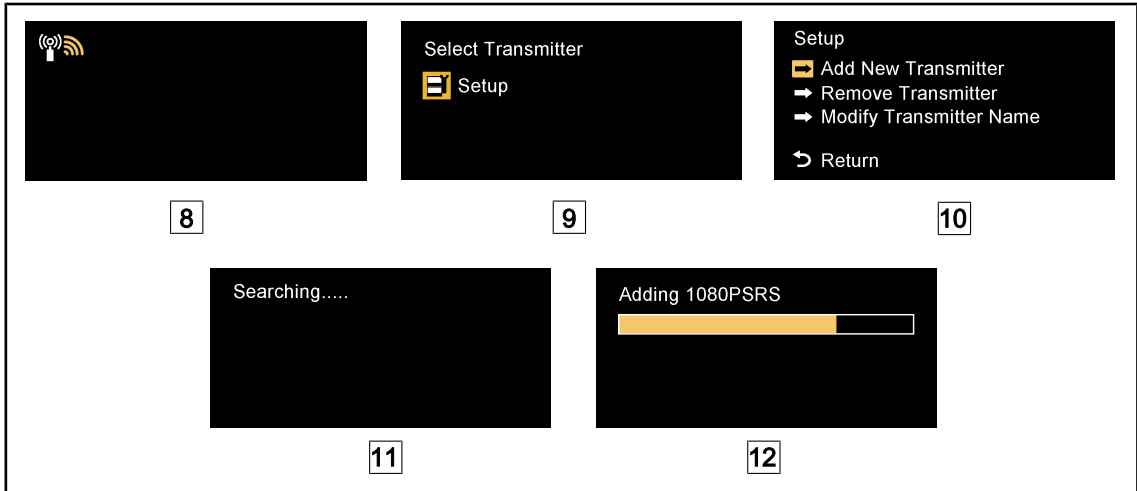 Select Transmitter
Setup
Setup
Add New Transmitter
Remove Transmitter
Modify Transmitter Name
Return
8
9
10
Searching.....
Adding 1080PSRS
11
12